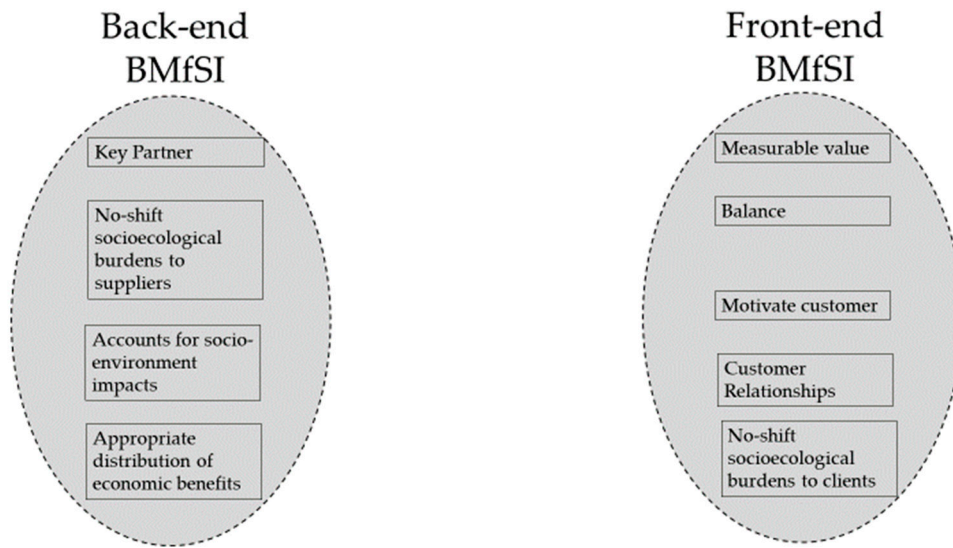 Back-end
BMfSI
Key Partner
No-shift
socioecological
burdens to
suppliers
Accounts for socio-
environment
impacts
Appropriate
distribution of
economic benefits
Front-end
BMfSI
Measurable value
Balance
Motivate customer
Customer
Relationships
No-shift
socioecological
burdens to clients